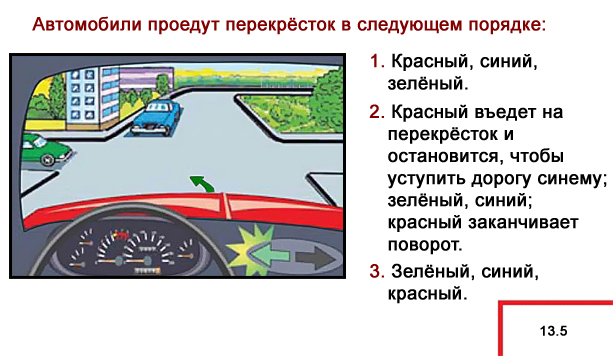 Автомобили проедут перекрёсток в следующем порядке:
1. Красный, синий,
зелёный.
2. Красный въедет на
перекрёсток и
остановится, чтобы
уступить дорогу синему;
зелёный, синий;
красный заканчивает
поворот.
3. Зелёный, синий,
красный.
13.5